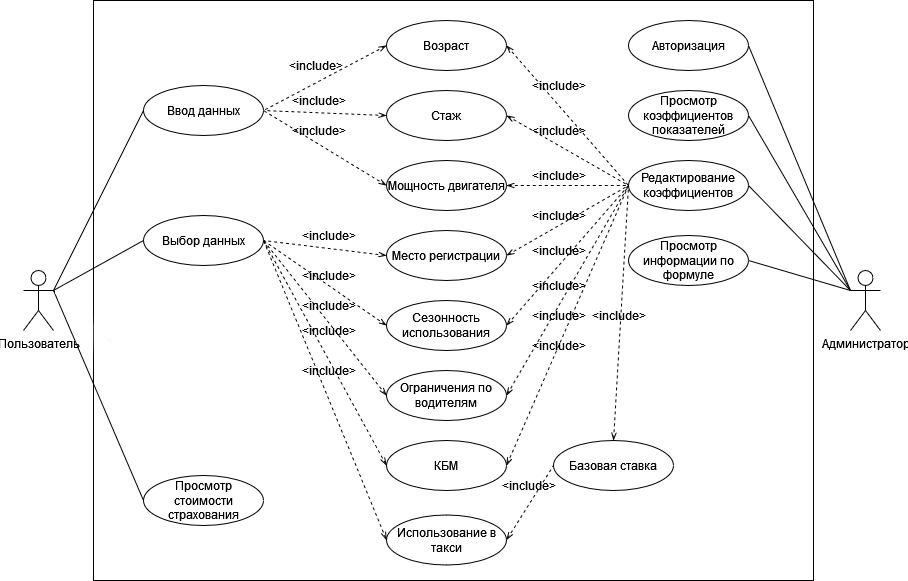 Возраст
Авторизация
<include>
<include>
Ввод данных
<include>
Стаж
Просмотр
коэффициентов
показателей
<include>
<include>
Мощность двигателя
<include>
Редактирование
коэффициентов
Выбор данных
<include>
Место регистрации
<include>
<include>
Просмотр
информации по
формуле
<include>
<include>
<include>
Сезонность
использования
<include>
<include>
<include>
Пользователь
Администратор
<include>
<include>
Ограничения по
водителям
КБМ
Базовая ставка
<include>
Просмотр
стоимости
страхования
Использование в
такси